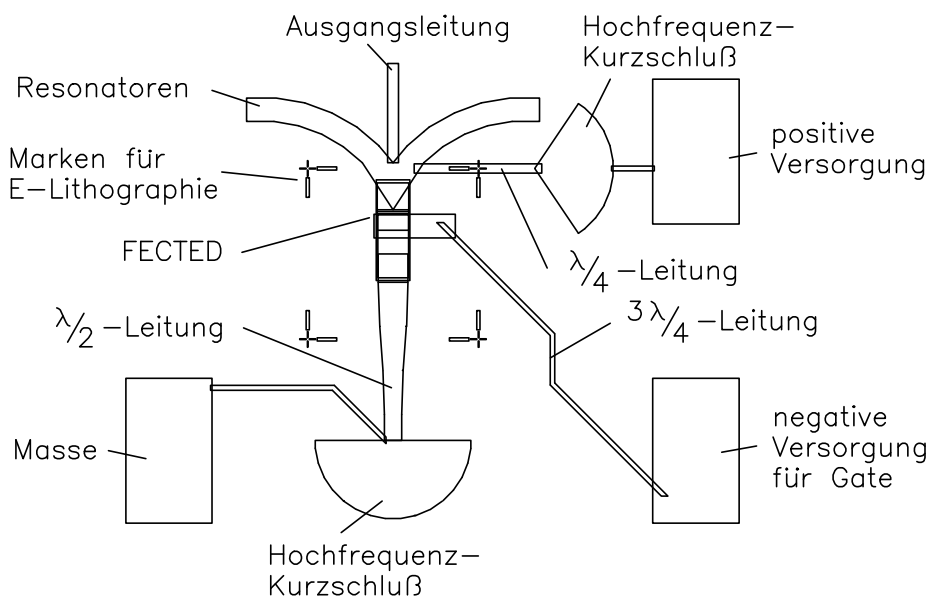 Ausgangsleitung
Hochfrequenz–
Kurzschluß
Resonatoren
positive
Versorgung
Marken für
E–Lithographie
FECTED
λ/4 –Leitung
3λ/4 –Leitung
λ/2 –Leitung
negative
Versorgung
für Gate
Masse
Hochfrequenz–
Kurzschluß